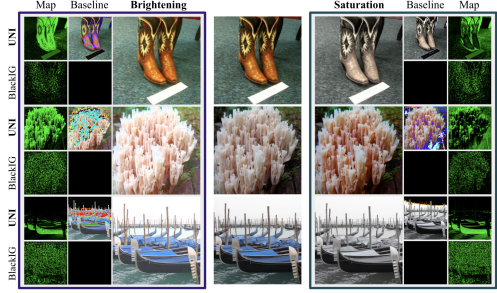 Map Baseline Brightening Saturation Baseline Map
UNI
BlackIG
UNI
BlackIG
UNI
BlackIG